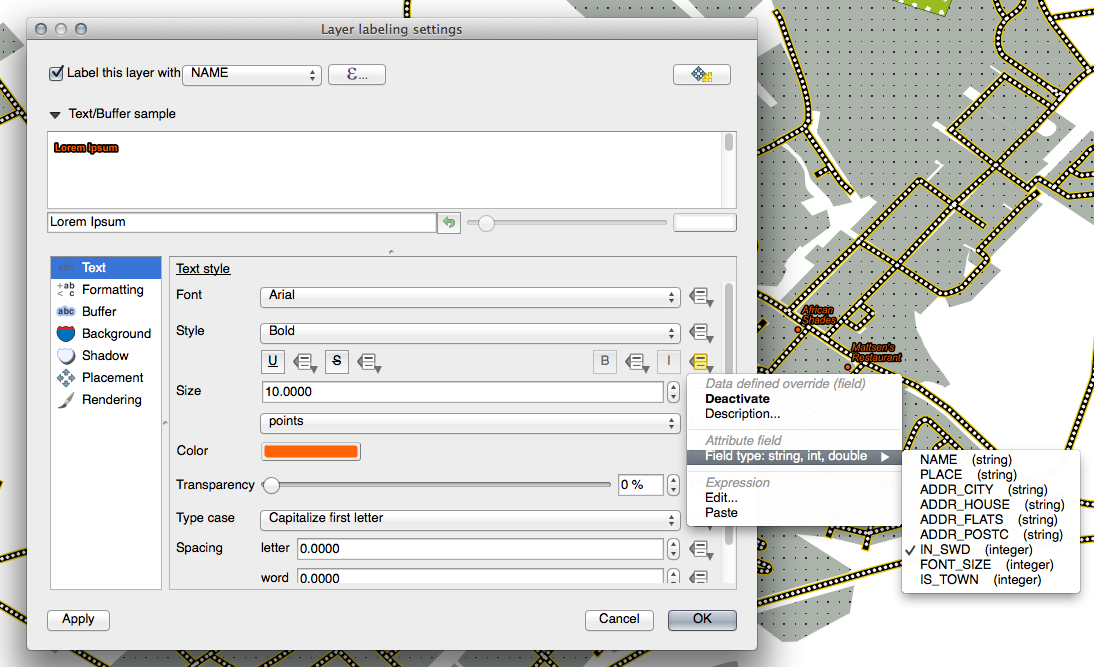 Layer labeling settings
Label this layer with NAME ε...
Text/Buffer sample
Lorem Ipsum
Lorem Ipsum
Text
Formatting
Buffer
Background
Shadow
Placement
Rendering
+ab
< c
abc
Text style
Font Arial
Style Bold
U S B I
Size 10.0000
points
Color
Transparency 0 %
Type case Capitalize first letter
Spacing letter 0.0000
word 0.0000
Apply Cancel OK
Data defined override (field)
Deactivate
Description...
Attribute field
Field type: string, int, double
Expression
Edit...
Paste
NAME (string)
PLACE (string)
ADDR_CITY (string)
ADDR_HOUSE (string)
ADDR_FLATS (string)
ADDR_POSTC (string)
IN_SWD (integer)
FONT_SIZE (integer)
IS_TOWN (integer)
African
Shades
Mattsen's
Restaurant